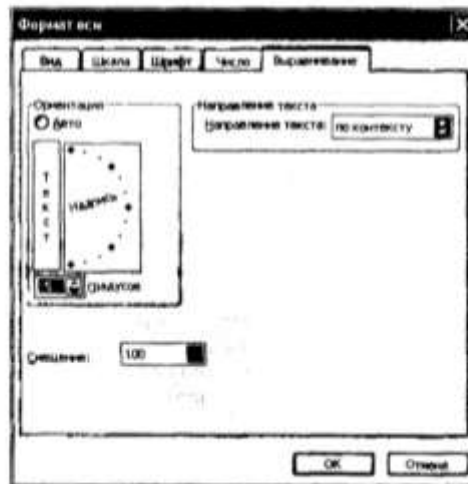 Формат оси
Вид Шкала Шрифт Число Выравнивание
Ориентация
Авто
Т
е
к
с
т
Надпись
градусов
Направление текста
Направление текста: по контексту
Смещение: 100
ОК Отмена